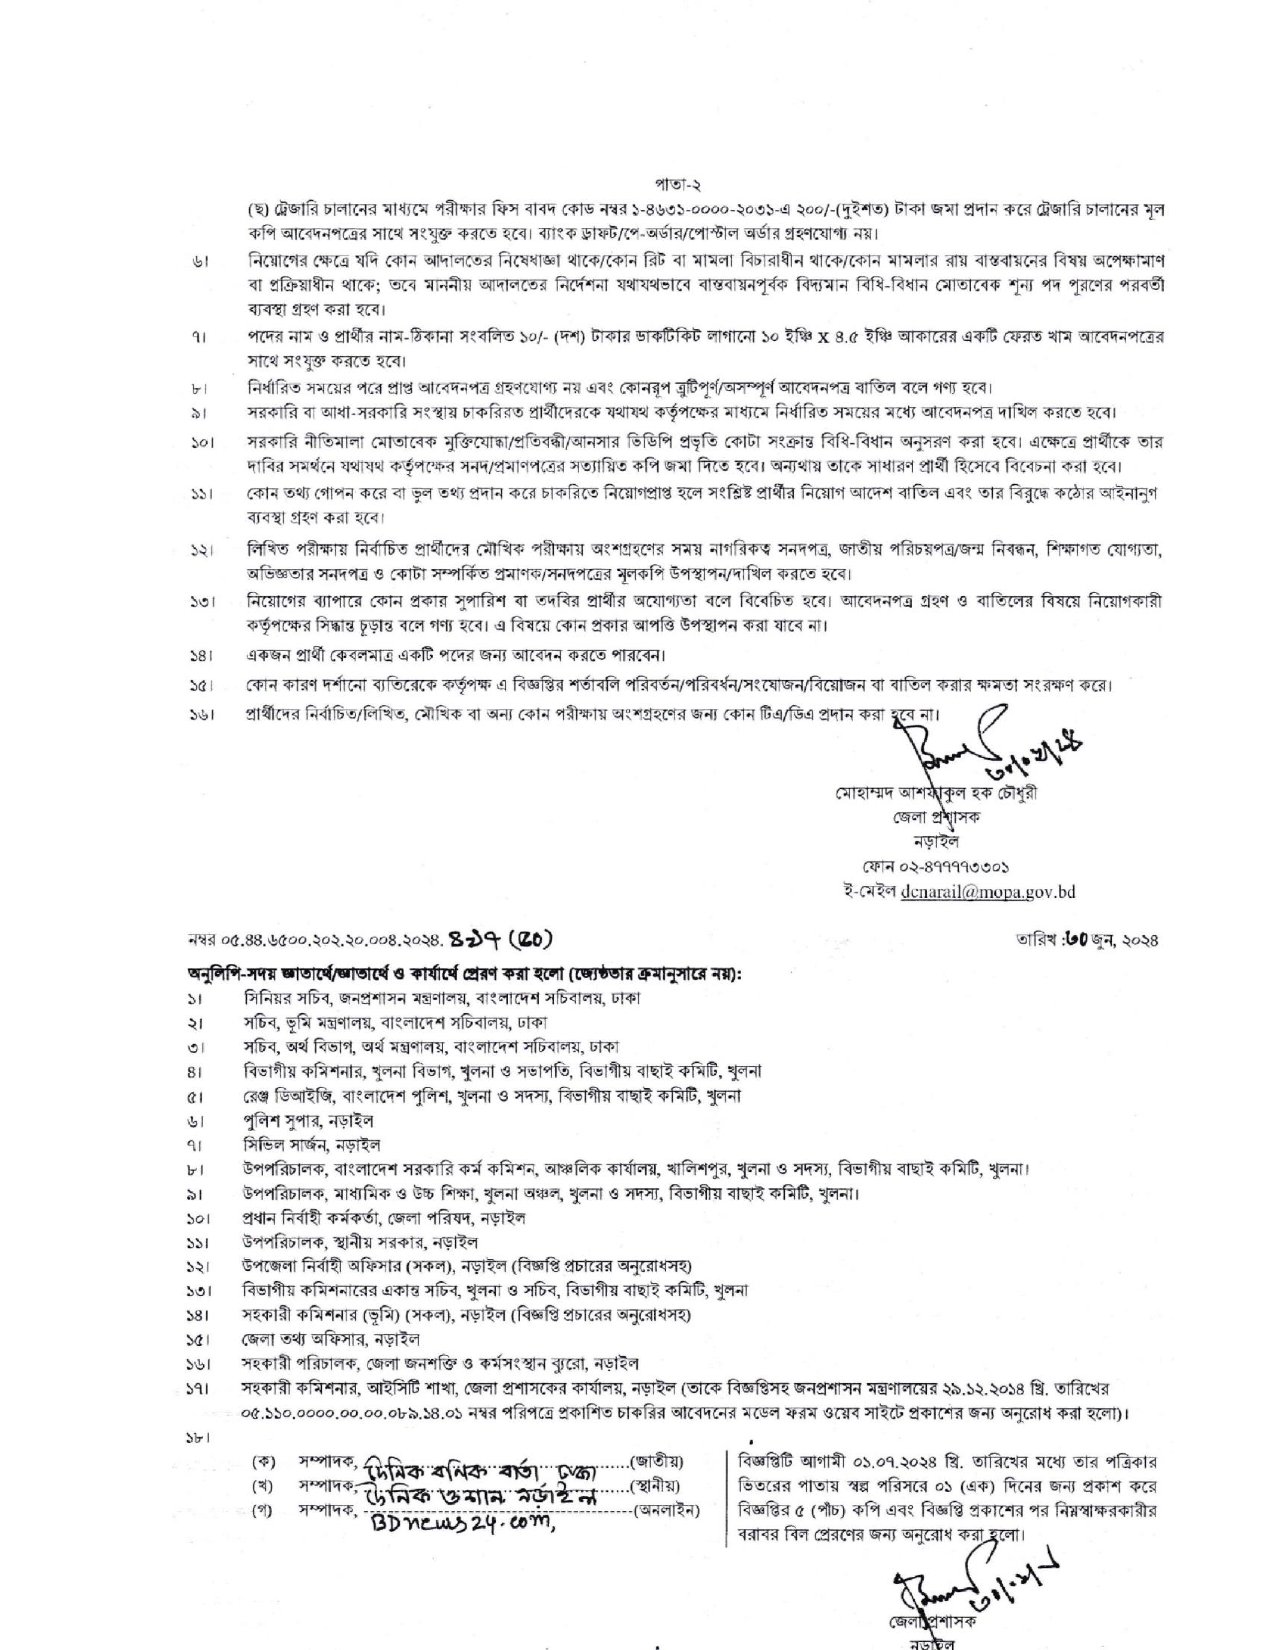 পাতা-২
(ছ) ট্রেজারি চালানের মাধ্যমে পরীক্ষার ফিস বাবদ কোড নম্বর ১-৪৬৩১-০০০০-২০৩১-এ ২০০/-(দুইশত) টাকা জমা প্রদান করে ট্রেজারি চালানের মূল
কপি আবেদনপত্রের সাথে সংযুক্ত করতে হবে। ব্যাংক ড্রাফট/পে-অর্ডার/পোস্টাল অর্ডার গ্রহণযোগ্য নয়।
৬। নিয়োগের ক্ষেত্রে যদি কোন আদালতের নিষেধাজ্ঞা থাকে/কোন রিট বা মামলা বিচারাধীন থাকে/কোন মামলার রায় বাস্তবায়নের বিষয় অপেক্ষামাণ
বা প্রক্রিয়াধীন থাকে; তবে মাননীয় আদালতের নির্দেশনা যথাযথভাবে বাস্তবায়নপূর্বক বিদ্যমান বিধি-বিধান মোতাবেক শূন্য পদ পূরণের পরবর্তী
ব্যবস্থা গ্রহণ করা হবে।
৭। পদের নাম ও প্রার্থীর নাম-ঠিকানা সংবলিত ১০/- (দশ) টাকার ডাকটিকিট লাগানো ১০ ইঞ্চি X ৪.৫ ইঞ্চি আকারের একটি ফেরত খাম আবেদনপত্রের
সাথে সংযুক্ত করতে হবে।
৮। নির্ধারিত সময়ের পরে প্রাপ্ত আবেদনপত্র গ্রহণযোগ্য নয় এবং কোনরূপ ত্রুটিপূর্ণ/অসম্পূর্ণ আবেদনপত্র বাতিল বলে গণ্য হবে।
৯। সরকারি বা আধা-সরকারি সংস্থায় চাকরিরত প্রার্থীদেরকে যথাযথ কর্তৃপক্ষের মাধ্যমে নির্ধারিত সময়ের মধ্যে আবেদনপত্র দাখিল করতে হবে।
১০। সরকারি নীতিমালা মোতাবেক মুক্তিযোদ্ধা/প্রতিবন্ধী/আনসার ভিডিপি প্রভৃতি কোটা সংক্রান্ত বিধি-বিধান অনুসরণ করা হবে। এক্ষেত্রে প্রার্থীকে তার
দাবির সমর্থনে যথাযথ কর্তৃপক্ষের সনদ/প্রমাণপত্রের সত্যায়িত কপি জমা দিতে হবে। অন্যথায় তাকে সাধারণ প্রার্থী হিসেবে বিবেচনা করা হবে।
১১। কোন তথ্য গোপন করে বা ভুল তথ্য প্রদান করে চাকরিতে নিয়োগপ্রাপ্ত হলে সংশ্লিষ্ট প্রার্থীর নিয়োগ আদেশ বাতিল এবং তার বিরুদ্ধে কঠোর আইনানুগ
ব্যবস্থা গ্রহণ করা হবে।
১২। লিখিত পরীক্ষায় নির্বাচিত প্রার্থীদের মৌখিক পরীক্ষায় অংশগ্রহণের সময় নাগরিকত্ব সনদপত্র, জাতীয় পরিচয়পত্র/জন্ম নিবন্ধন, শিক্ষাগত যোগ্যতা,
অভিজ্ঞতার সনদপত্র ও কোটা সম্পর্কিত প্রমাণক/সনদপত্রের মূলকপি উপস্থাপন/দাখিল করতে হবে।
১৩। নিয়োগের ব্যাপারে কোন প্রকার সুপারিশ বা তদবির প্রার্থীর অযোগ্যতা বলে বিবেচিত হবে। আবেদনপত্র গ্রহণ ও বাতিলের বিষয়ে নিয়োগকারী
কর্তৃপক্ষের সিদ্ধান্ত চূড়ান্ত বলে গণ্য হবে। এ বিষয়ে কোন প্রকার আপত্তি উপস্থাপন করা যাবে না।
১৪। একজন প্রার্থী কেবলমাত্র একটি পদের জন্য আবেদন করতে পারবেন।
১৫। কোন কারণ দর্শানো ব্যতিরেকে কর্তৃপক্ষ এ বিজ্ঞপ্তির শর্তাবলি পরিবর্তন/পরিবর্ধন/সংযোজন/বিয়োজন বা বাতিল করার ক্ষমতা সংরক্ষণ করে।
১৬। প্রার্থীদের নির্বাচিত/লিখিত, মৌখিক বা অন্য কোন পরীক্ষায় অংশগ্রহণের জন্য কোন টিএ/ডিএ প্রদান করা হবে না।
মোহাম্মদ আশফাকুল হক চৌধুরী
জেলা প্রশাসক
নড়াইল
ফোন ০২-৪৭৭৭৭৩৩০১
ই-মেইল dcnarail@mopa.gov.bd
নম্বর ০৫.৪৪.৬৫০০.২০২.২০.০০৪.২০২৪. ৪৯৭ (৫০) তারিখ :৩০ জুন, ২০২৪
অনুলিপি-সদয় জ্ঞাতার্থে/জ্ঞাতার্থে ও কার্যার্থে প্রেরণ করা হলো (জ্যেষ্ঠতার ক্রমানুসারে নয়):
১। সিনিয়র সচিব, জনপ্রশাসন মন্ত্রণালয়, বাংলাদেশ সচিবালয়, ঢাকা
২। সচিব, ভূমি মন্ত্রণালয়, বাংলাদেশ সচিবালয়, ঢাকা
৩। সচিব, অর্থ বিভাগ, অর্থ মন্ত্রণালয়, বাংলাদেশ সচিবালয়, ঢাকা
৪। বিভাগীয় কমিশনার, খুলনা বিভাগ, খুলনা ও সভাপতি, বিভাগীয় বাছাই কমিটি, খুলনা
৫। রেঞ্জ ডিআইজি, বাংলাদেশ পুলিশ, খুলনা ও সদস্য, বিভাগীয় বাছাই কমিটি, খুলনা
৬। পুলিশ সুপার, নড়াইল
৭। সিভিল সার্জন, নড়াইল
৮। উপপরিচালক, বাংলাদেশ সরকারি কর্ম কমিশন, আঞ্চলিক কার্যালয়, খালিশপুর, খুলনা ও সদস্য, বিভাগীয় বাছাই কমিটি, খুলনা।
৯। উপপরিচালক, মাধ্যমিক ও উচ্চ শিক্ষা, খুলনা অঞ্চল, খুলনা ও সদস্য, বিভাগীয় বাছাই কমিটি, খুলনা।
১০। প্রধান নির্বাহী কর্মকর্তা, জেলা পরিষদ, নড়াইল
১১। উপপরিচালক, স্থানীয় সরকার, নড়াইল
১২। উপজেলা নির্বাহী অফিসার (সকল), নড়াইল (বিজ্ঞপ্তি প্রচারের অনুরোধসহ)
১৩। বিভাগীয় কমিশনারের একান্ত সচিব, খুলনা ও সচিব, বিভাগীয় বাছাই কমিটি, খুলনা
১৪। সহকারী কমিশনার (ভূমি) (সকল), নড়াইল (বিজ্ঞপ্তি প্রচারের অনুরোধসহ)
১৫। জেলা তথ্য অফিসার, নড়াইল
১৬। সহকারী পরিচালক, জেলা জনশক্তি ও কর্মসংস্থান ব্যুরো, নড়াইল
১৭। সহকারী কমিশনার, আইসিটি শাখা, জেলা প্রশাসকের কার্যালয়, নড়াইল (তাকে বিজ্ঞপ্তিসহ জনপ্রশাসন মন্ত্রণালয়ের ২৯.১২.২০১৪ খ্রি. তারিখের
০৫.১১০.০০০০.০০.০০.০৮৯.১৪.০১ নম্বর পরিপত্রে প্রকাশিত চাকরির আবেদনের মডেল ফরম ওয়েব সাইটে প্রকাশের জন্য অনুরোধ করা হলো)।
১৮।
(ক) সম্পাদক, দৈনিক বনিক বার্তা ঢাকা (জাতীয়)
(খ) সম্পাদক, দৈনিক ওশান নড়াইল (স্থানীয়)
(গ) সম্পাদক, BDnews24.com, (অনলাইন)
বিজ্ঞপ্তিটি আগামী ০১.০৭.২০২৪ খ্রি. তারিখের মধ্যে তার পত্রিকার
ভিতরের পাতায় স্বল্প পরিসরে ০১ (এক) দিনের জন্য প্রকাশ করে
বিজ্ঞপ্তির ৫ (পাঁচ) কপি এবং বিজ্ঞপ্তি প্রকাশের পর নিম্নস্বাক্ষরকারীর
বরাবর বিল প্রেরণের জন্য অনুরোধ করা হলো।
জেলা প্রশাসক
নড়াইল